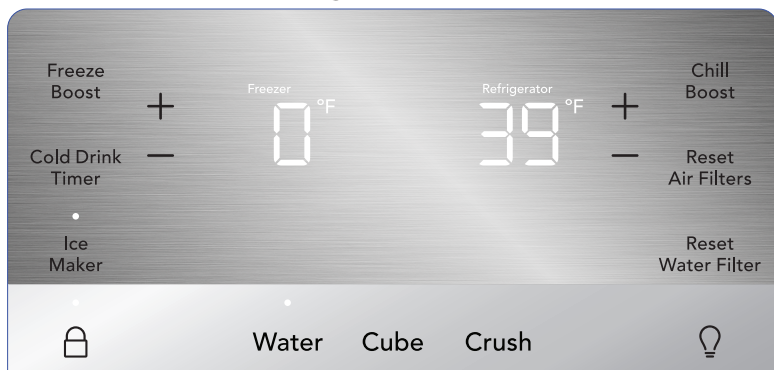 Freeze
Boost
+
Freezer
0 °F
Refrigerator
39 °F
+
Chill
Boost
Cold Drink
Timer
−
−
Reset
Air Filters
Ice
Maker
Reset
Water Filter
Water
Cube
Crush